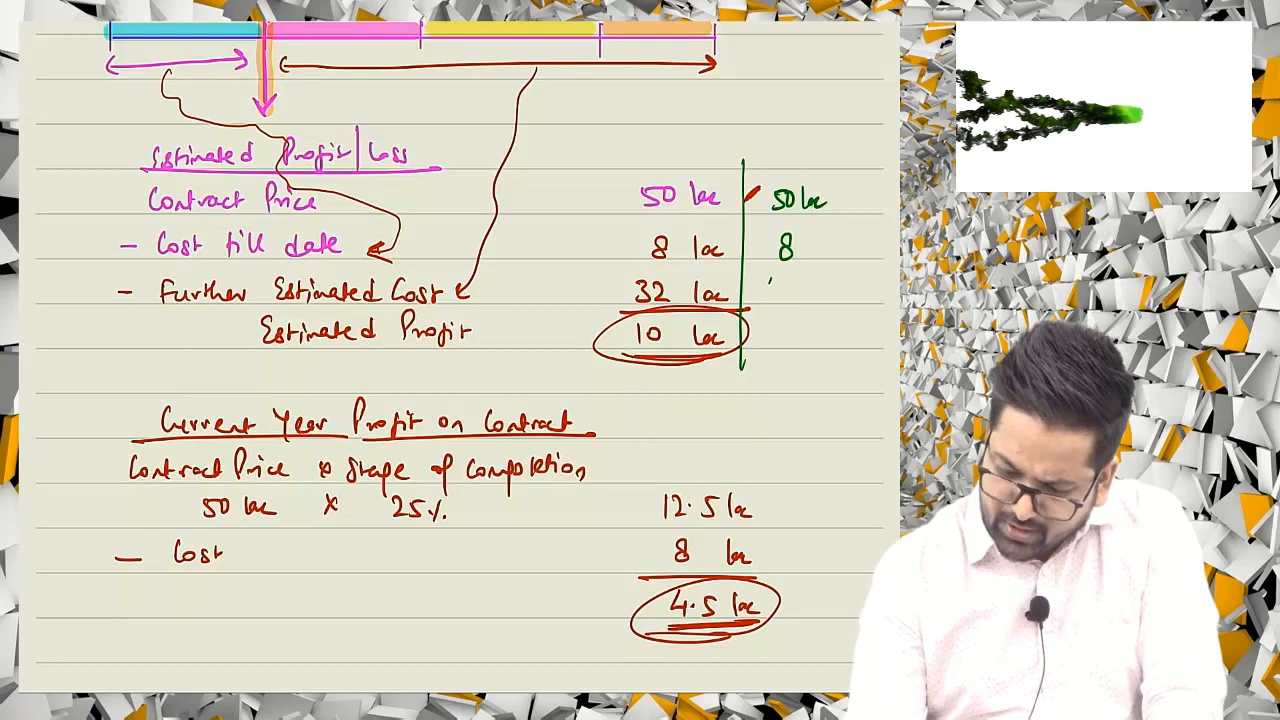 Estimated Profit | Loss
Contract Price 50 lac 50 lac
- Cost till date 8 lac 8
- Further Estimated Cost 32 lac
Estimated Profit 10 lac
Current Year Profit on Contract
Contract Price x Stage of completion
50 lac x 25% 12.5 lac
- Cost 8 lac
4.5 lac